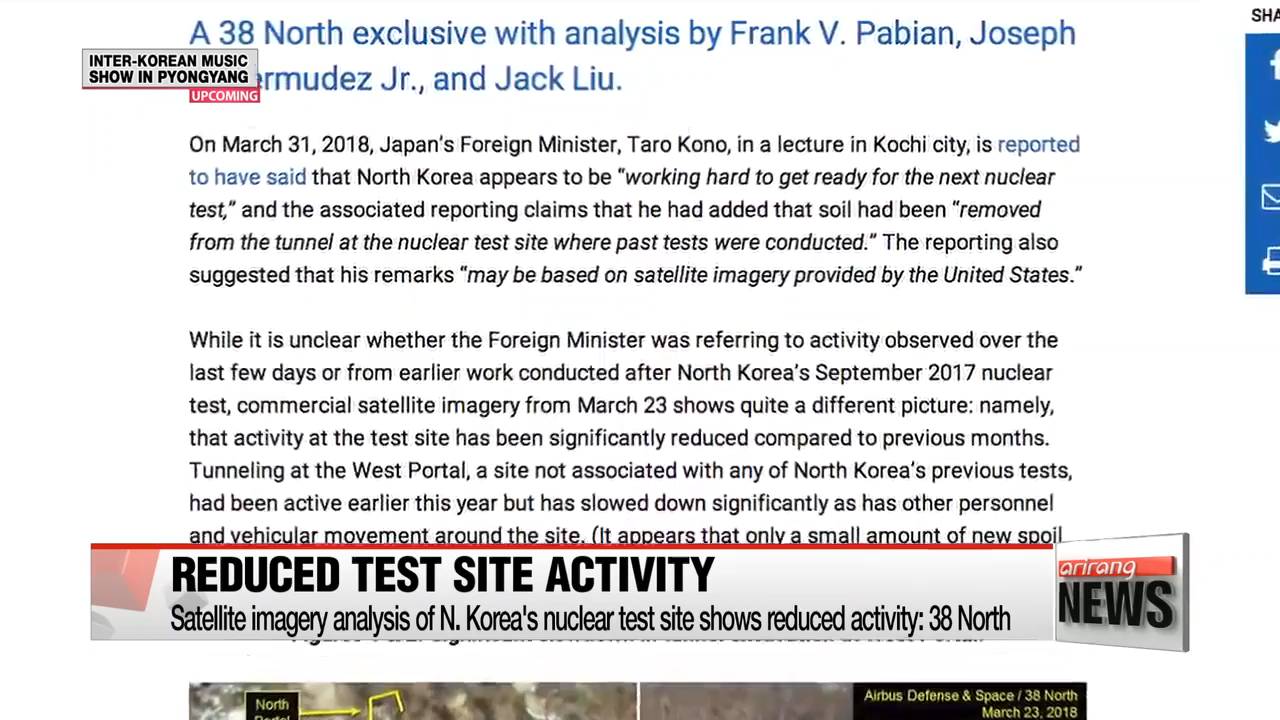 A 38 North exclusive with analysis by Frank V. Pabian, Joseph
SHA
INTER-KOREAN MUSIC
SHOW IN PYONGYANG
UPCOMING
ermudez Jr., and Jack Liu.
On March 31, 2018, Japan's Foreign Minister, Taro Kono, in a lecture in Kochi city, is reported
to have said that North Korea appears to be “working hard to get ready for the next nuclear
test,” and the associated reporting claims that he had added that soil had been “removed
from the tunnel at the nuclear test site where past tests were conducted.” The reporting also
suggested that his remarks “may be based on satellite imagery provided by the United States.”
While it is unclear whether the Foreign Minister was referring to activity observed over the
last few days or from earlier work conducted after North Korea's September 2017 nuclear
test, commercial satellite imagery from March 23 shows quite a different picture: namely,
that activity at the test site has been significantly reduced compared to previous months.
Tunneling at the West Portal, a site not associated with any of North Korea's previous tests,
had been active earlier this year but has slowed down significantly as has other personnel
and vehicular movement around the site. (It appears that only a small amount of new spoil
REDUCED TEST SITE ACTIVITY
Satellite imagery analysis of N. Korea's nuclear test site shows reduced activity: 38 North
arirang
NEWS
North
Airbus Defense & Space / 38 North
March 23, 2018